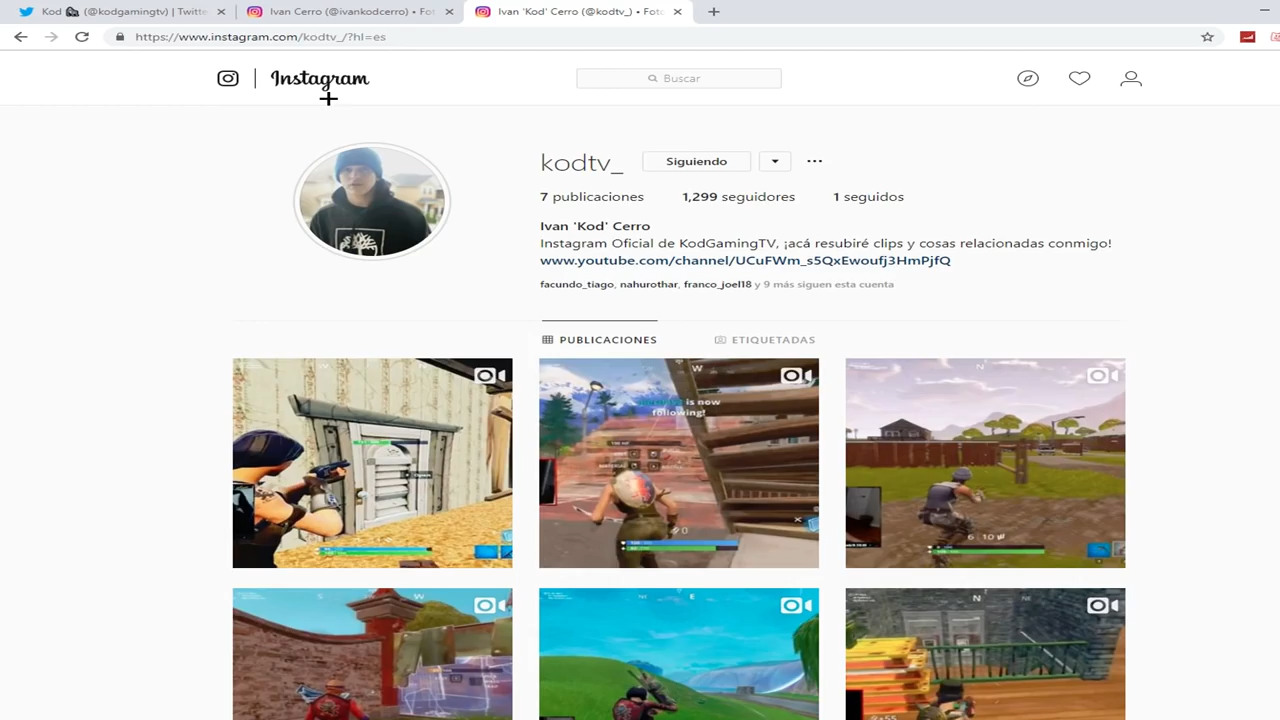 Kod (@kodgamingtv) | Twitte
Ivan Cerro (@ivankodcerro) • Fot
Ivan 'Kod' Cerro (@kodtv_) • Foto
https://www.instagram.com/kodtv_/?hl=es
Instagram
Buscar
kodtv_
Siguiendo
7 publicaciones
1,299 seguidores
1 seguidos
Ivan 'Kod' Cerro
Instagram Oficial de KodGamingTV, ¡acá resubiré clips y cosas relacionadas conmigo!
www.youtube.com/channel/UCuFWm_s5QxEwoufj3HmPjfQ
facundo_tiago, nahurothar, franco_joel18 y 9 más siguen esta cuenta
PUBLICACIONES
ETIQUETADAS
W
N
is now
following!
S
W
E
N